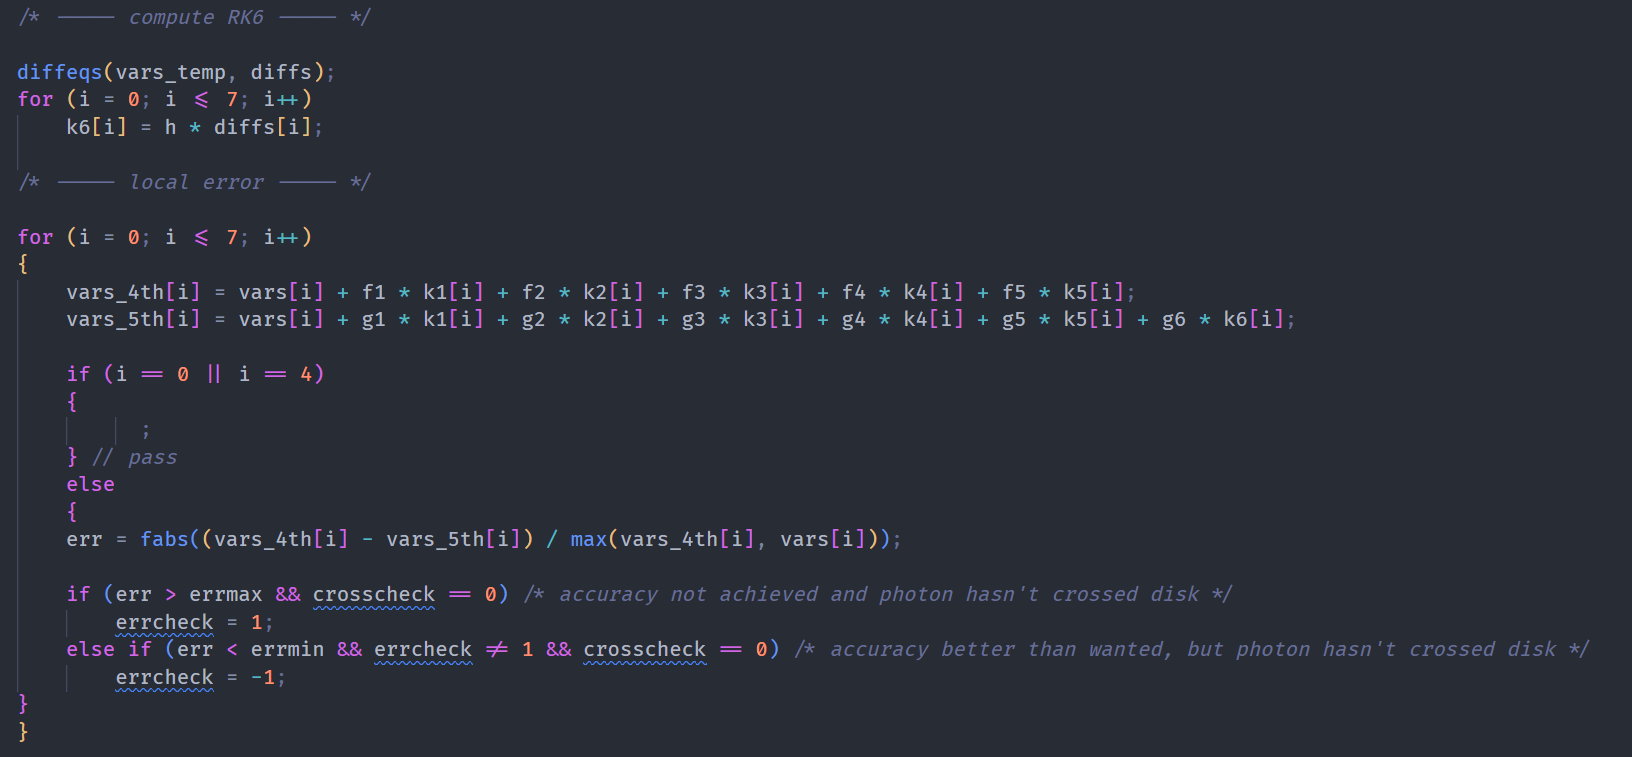 /* ----- compute RK6 ----- */
diffeqs(vars_temp, diffs);
for (i = 0; i <= 7; i++)
k6[i] = h * diffs[i];
/* ----- local error ----- */
for (i = 0; i <= 7; i++)
{
vars_4th[i] = vars[i] + f1 * k1[i] + f2 * k2[i] + f3 * k3[i] + f4 * k4[i] + f5 * k5[i];
vars_5th[i] = vars[i] + g1 * k1[i] + g2 * k2[i] + g3 * k3[i] + g4 * k4[i] + g5 * k5[i] + g6 * k6[i];
if (i == 0 || i == 4)
{
;
} // pass
else
{
err = fabs((vars_4th[i] - vars_5th[i]) / max(vars_4th[i], vars[i]));
if (err > errmax && crosscheck == 0) /* accuracy not achieved and photon hasn't crossed disk */
errcheck = 1;
else if (err < errmin && errcheck != 1 && crosscheck == 0) /* accuracy better than wanted, but photon hasn't crossed disk */
errcheck = -1;
}
}